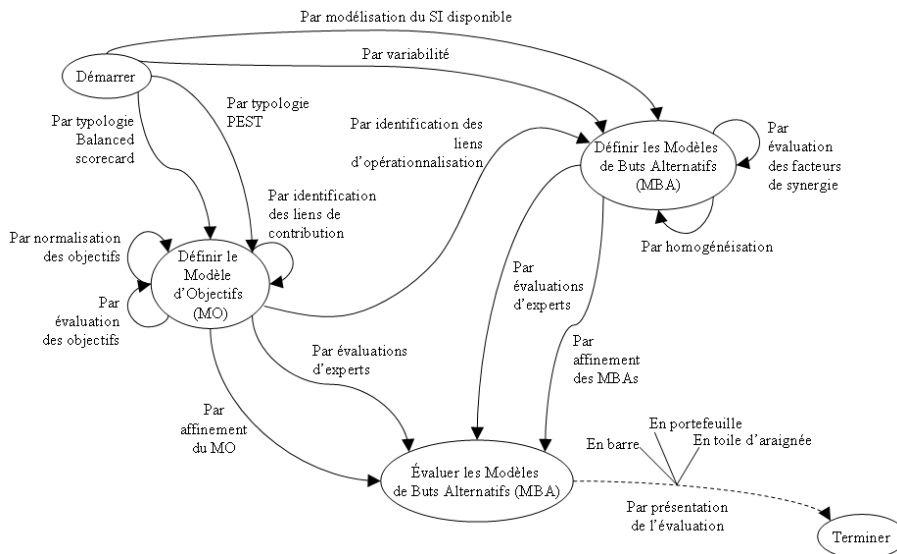 Par modélisation du SI disponible
Par variabilité
Démarrer
Par typologie
PEST
Par typologie
Balanced
scorecard
Par identification des
liens
d'opérationnalisation
Définir les Modèles
de Buts Alternatifs
(MBA)
Par
évaluation
des facteurs
de synergie
Par identification
des liens de
contribution
Par normalisation
des objectifs
Par homogénéisation
Définir le
Modèle
d'Objectifs
(MO)
Par
évaluations
d'experts
Par
évaluation
des objectifs
Par évaluations
d'experts
Par
affinement
des MBAs
Par
affinement
du MO
En portefeuille
En barre
En toile d'araignée
Évaluer les Modèles
de Buts Alternatifs (MBA)
Par présentation
de l'évaluation
Terminer